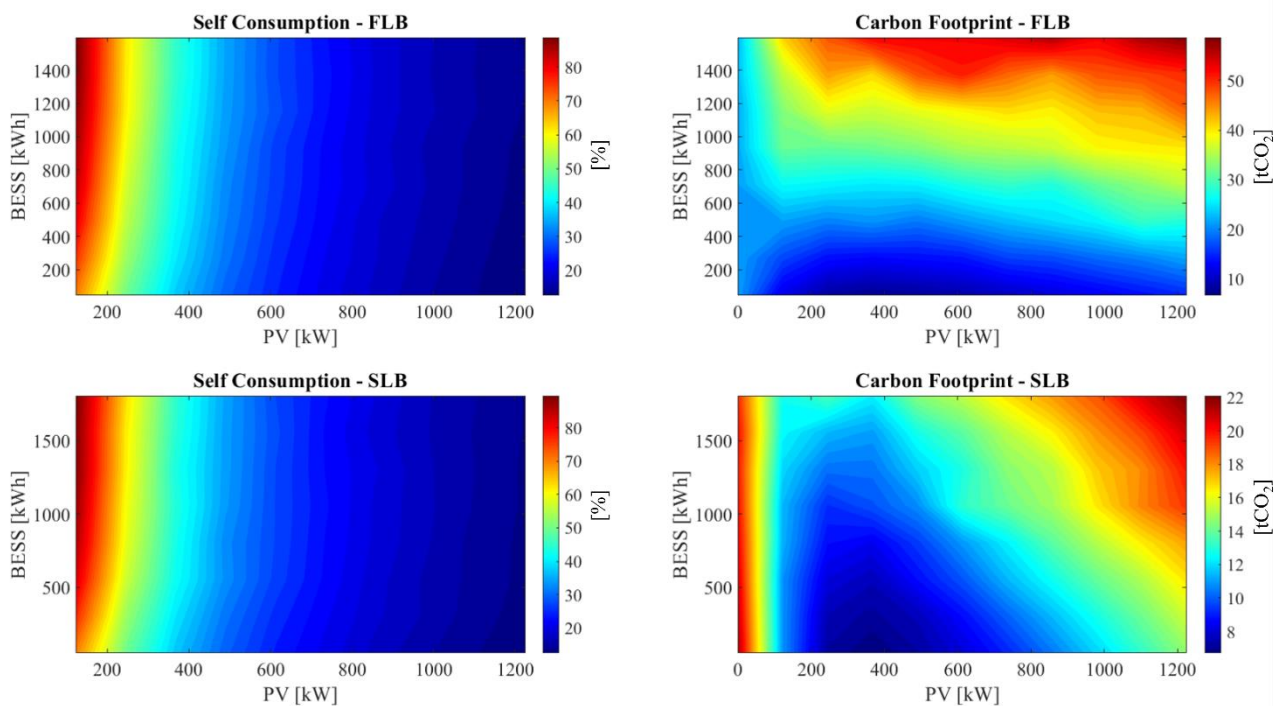 Self Consumption - FLB
1400
1200
1000
800
600
400
200
BESS [kWh]
200 400 600 800 1000 1200
PV [kW]
80
70
60
50
40
30
20
[%]
Carbon Footprint - FLB
1400
1200
1000
800
600
400
200
BESS [kWh]
0 200 400 600 800 1000 1200
PV [kW]
50
40
30
20
10
[tCO₂]
Self Consumption - SLB
1500
1000
500
BESS [kWh]
200 400 600 800 1000 1200
PV [kW]
80
70
60
50
40
30
20
[%]
Carbon Footprint - SLB
1500
1000
500
BESS [kWh]
0 200 400 600 800 1000 1200
PV [kW]
22
20
18
16
14
12
10
8
[tCO₂]